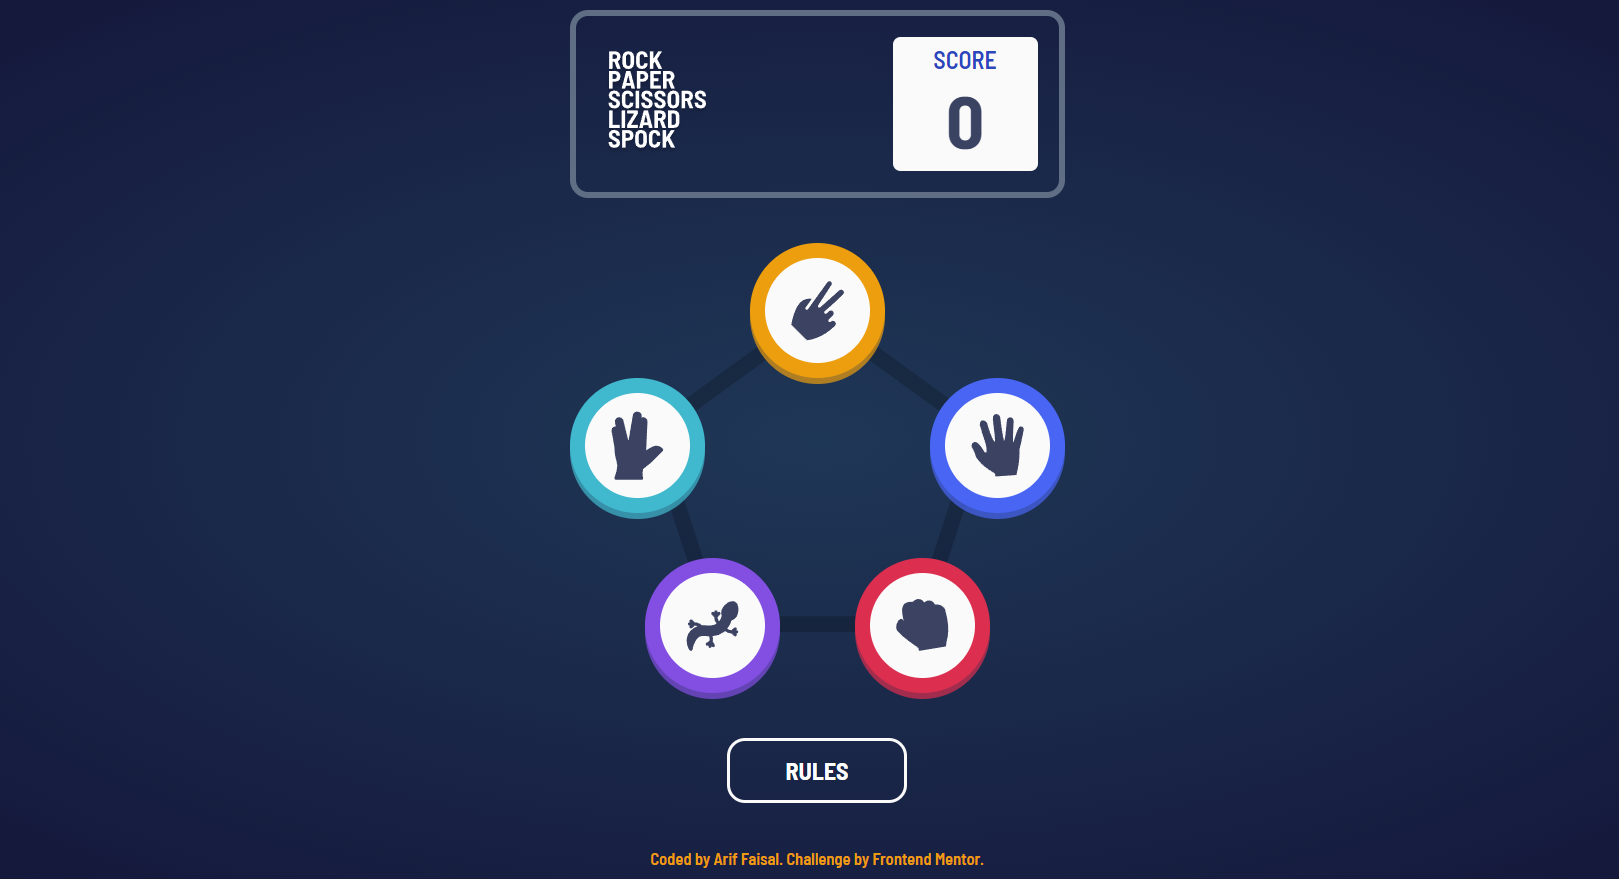 ROCK
PAPER
SCISSORS
LIZARD
SPOCK
SCORE
0
RULES
Coded by Arif Faisal. Challenge by Frontend Mentor.